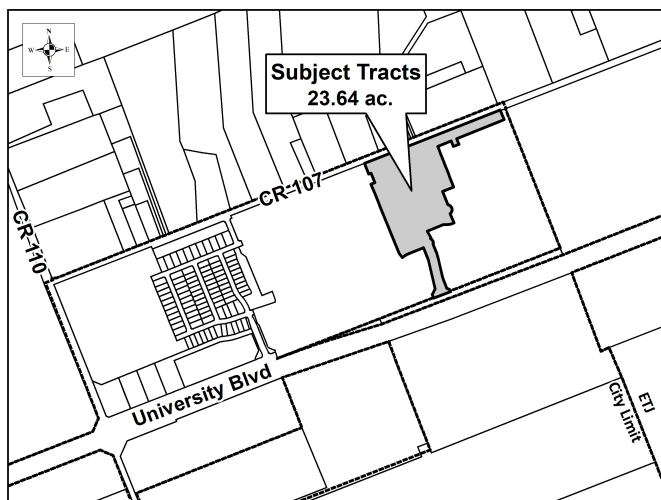 N
W E
S
Subject Tracts
23.64 ac.
CR 107
CR 110
University Blvd
ETJ
City Limit